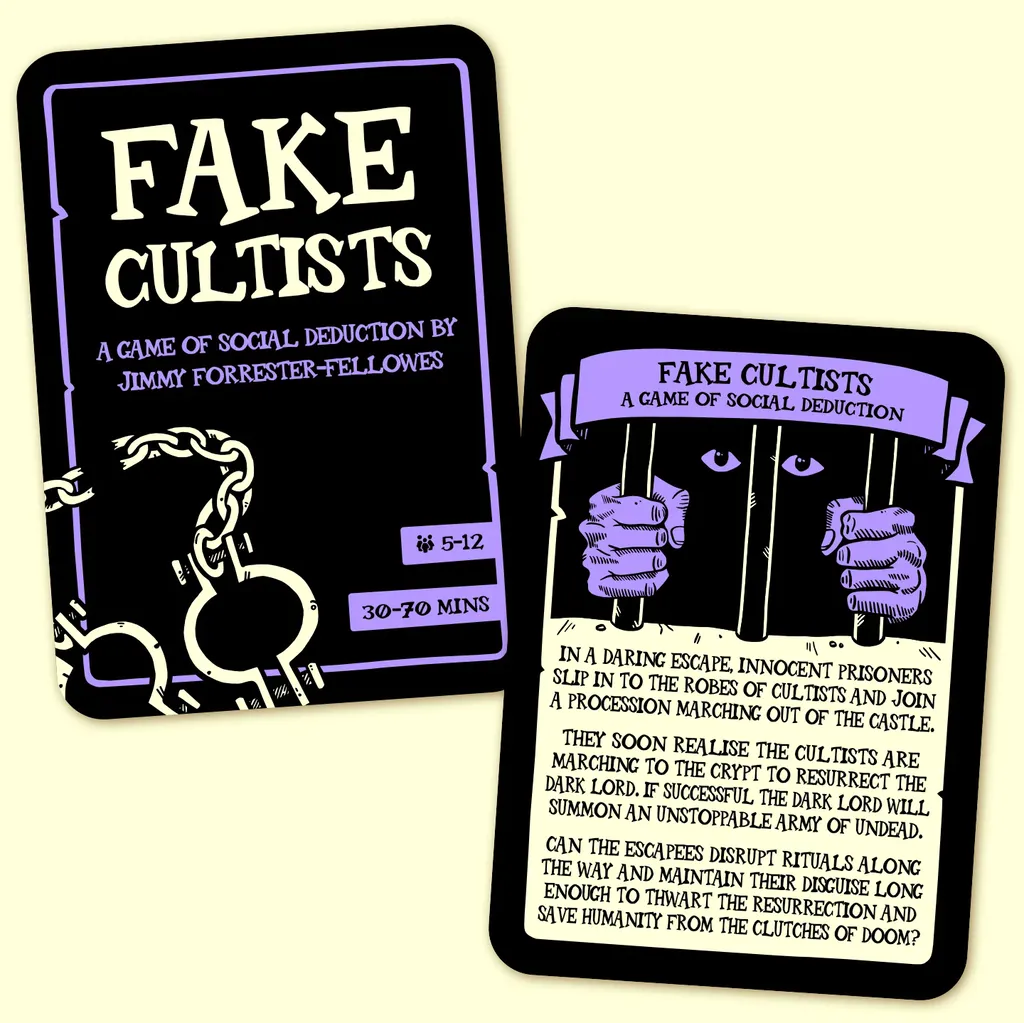 FAKE
CULTISTS
A GAME OF SOCIAL DEDUCTION BY
JIMMY FORRESTER-FELLOWES
5-12
30-70 MINS
FAKE CULTISTS
A GAME OF SOCIAL DEDUCTION
IN A DARING ESCAPE, INNOCENT PRISONERS
SLIP IN TO THE ROBES OF CULTISTS AND JOIN
A PROCESSION MARCHING OUT OF THE CASTLE.
THEY SOON REALISE THE CULTISTS ARE
MARCHING TO THE CRYPT TO RESURRECT THE
DARK LORD. IF SUCCESSFUL THE DARK LORD WILL
SUMMON AN UNSTOPPABLE ARMY OF UNDEAD.
CAN THE ESCAPEES DISRUPT RITUALS ALONG
THE WAY AND MAINTAIN THEIR DISGUISE LONG
ENOUGH TO THWART THE RESURRECTION AND
SAVE HUMANITY FROM THE CLUTCHES OF DOOM?